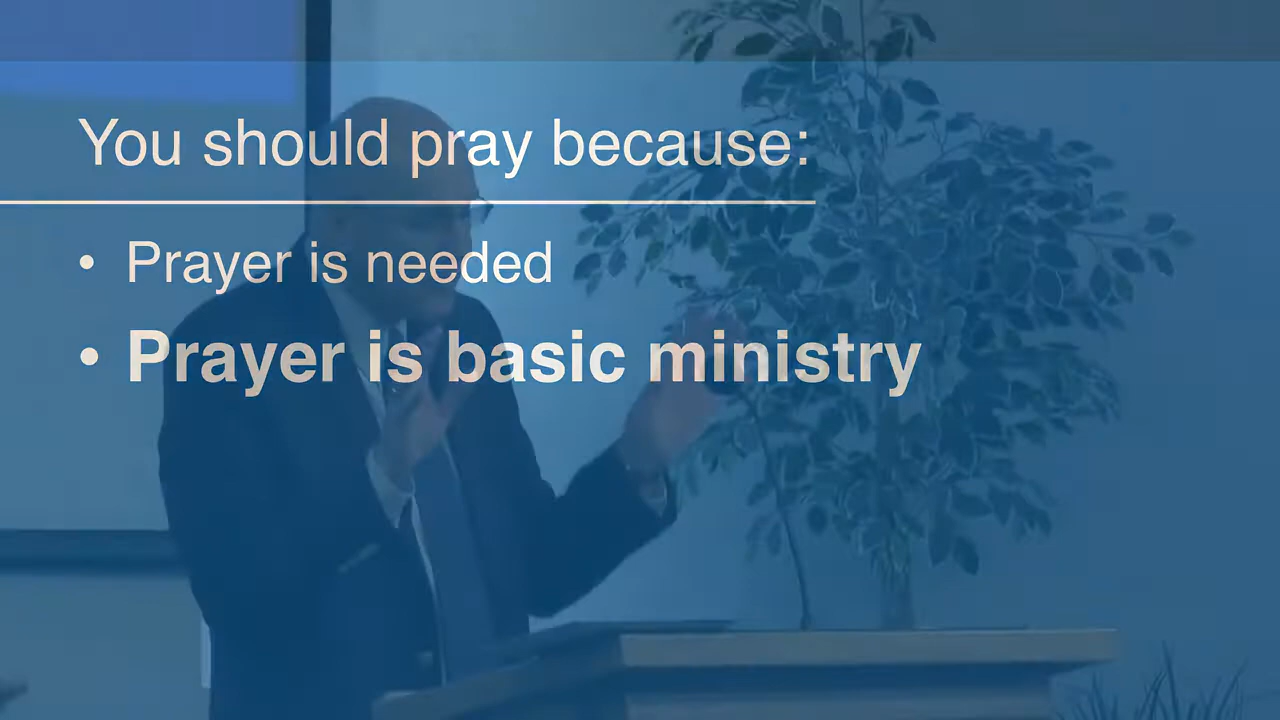 You should pray because:
• Prayer is needed
• Prayer is basic ministry